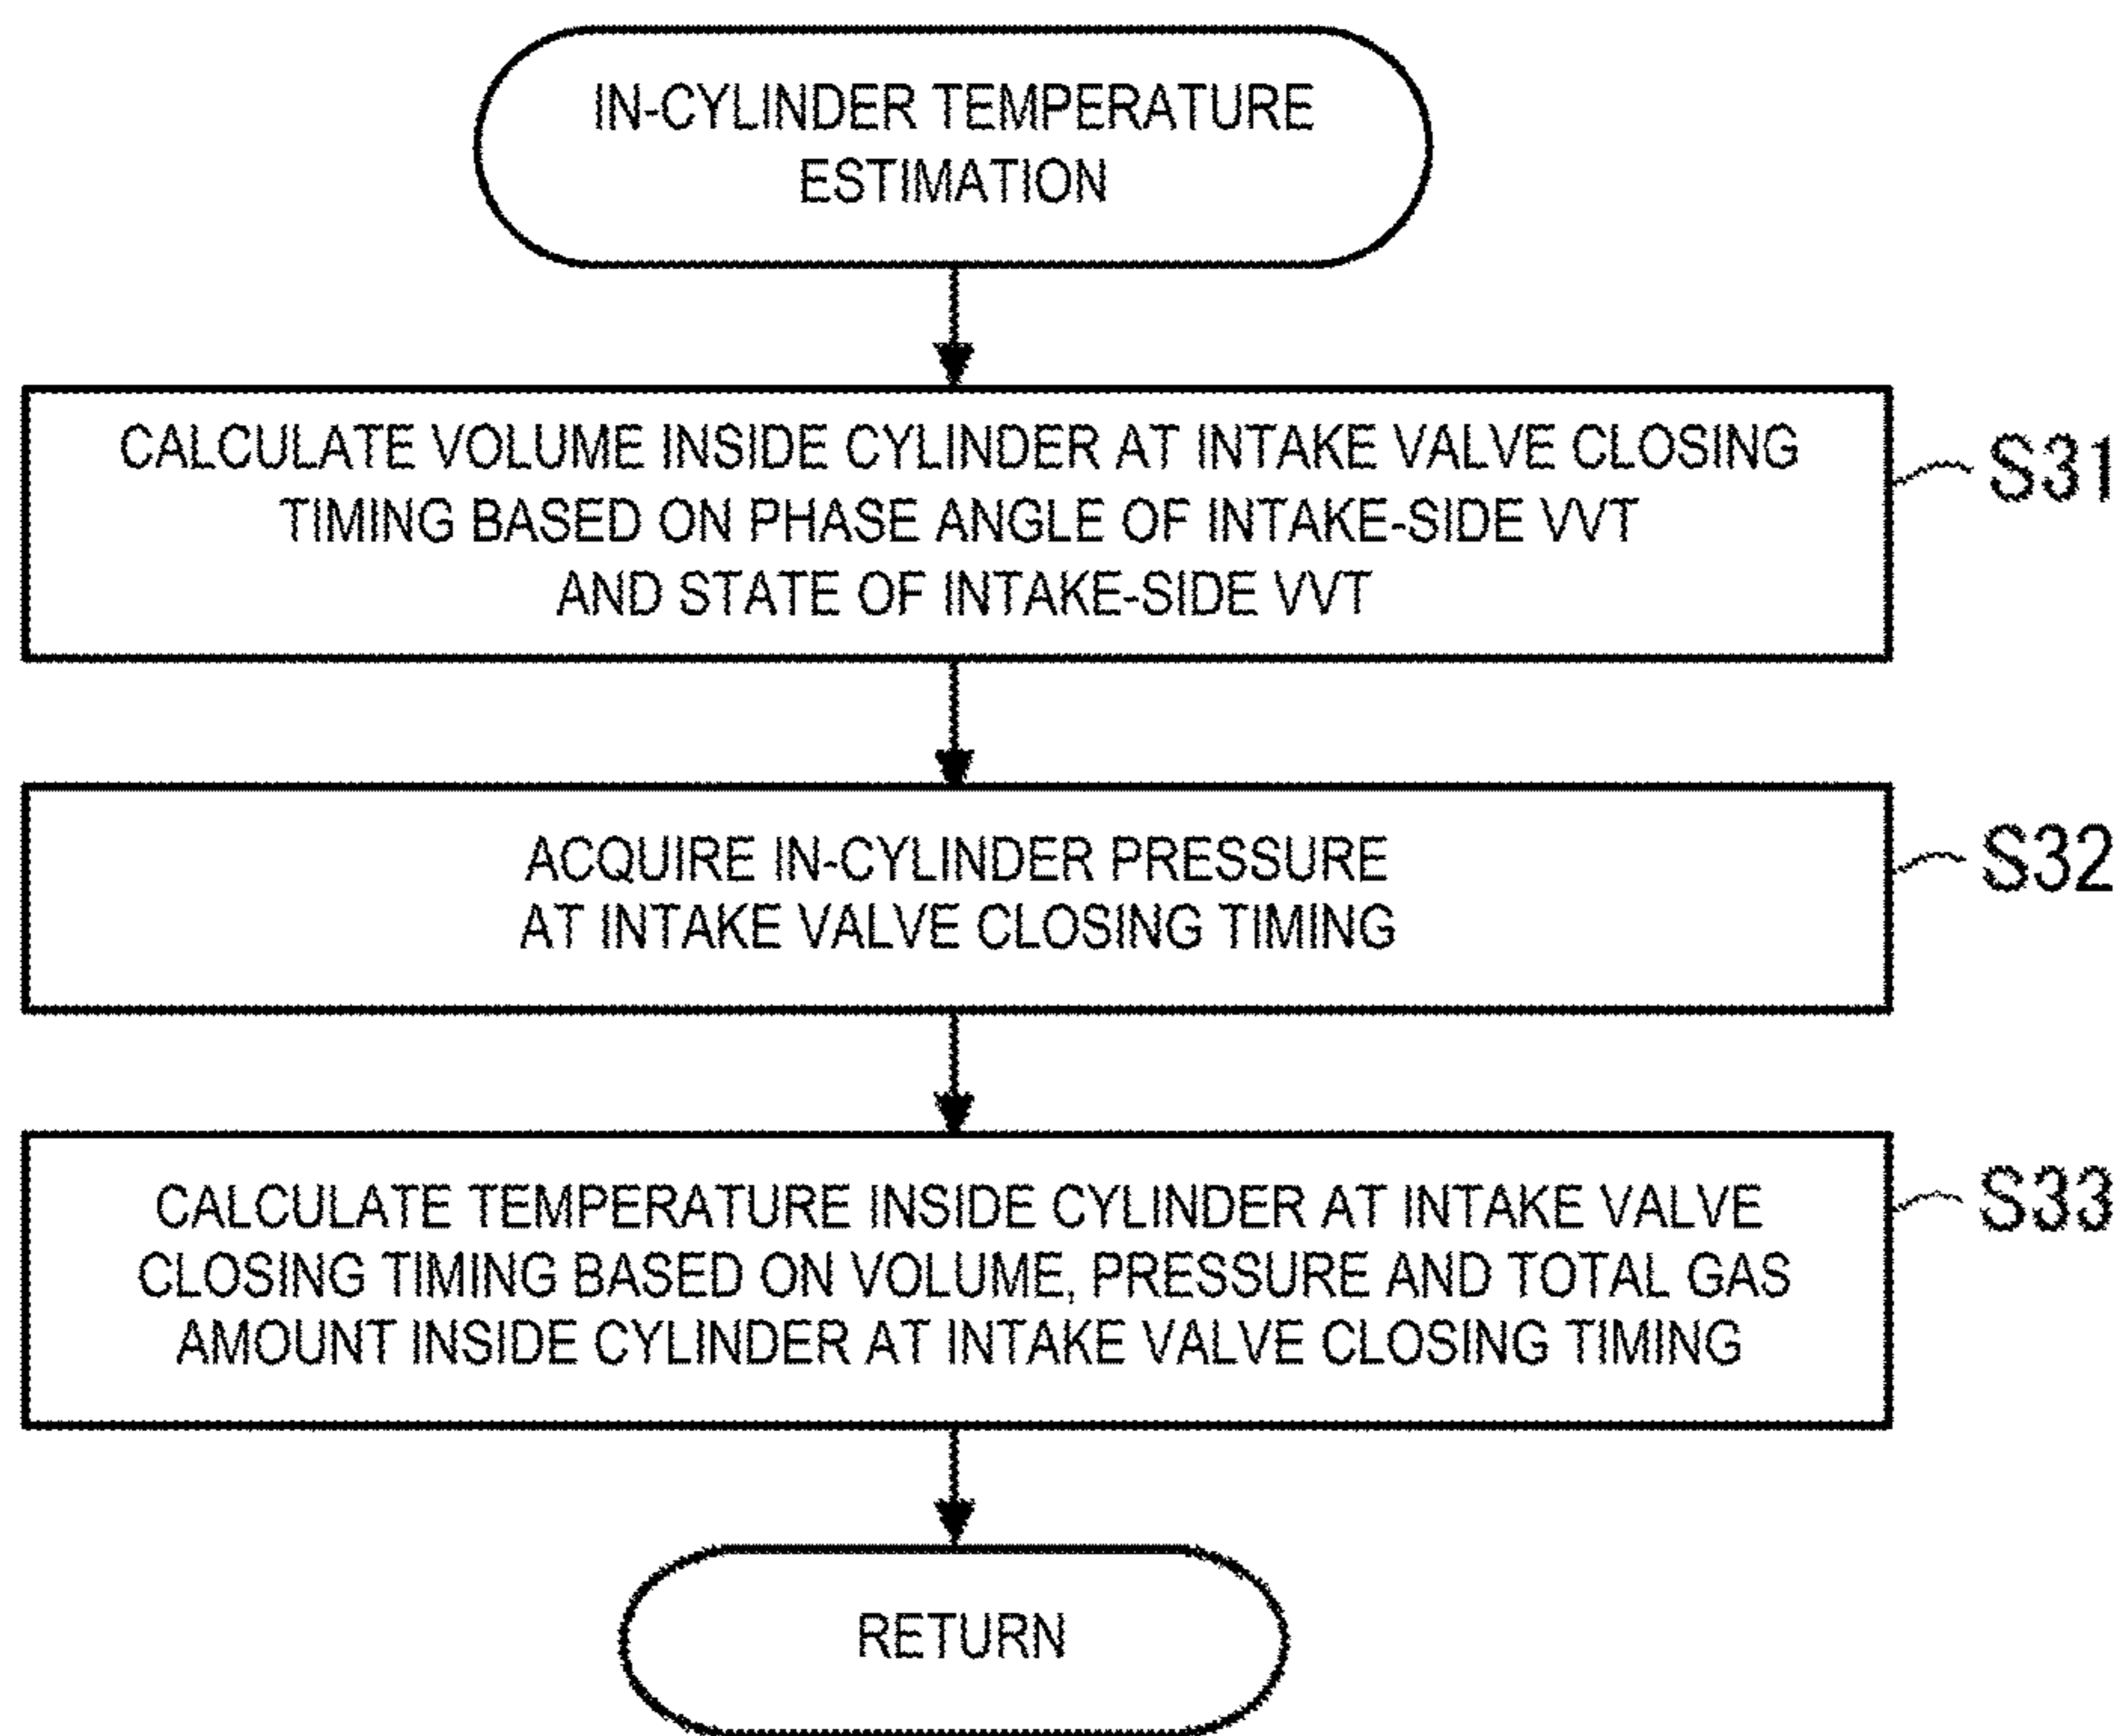 IN-CYLINDER TEMPERATURE
ESTIMATION
CALCULATE VOLUME INSIDE CYLINDER AT INTAKE VALVE CLOSING
TIMING BASED ON PHASE ANGLE OF INTAKE-SIDE VVT
AND STATE OF INTAKE-SIDE VVT
S31
ACQUIRE IN-CYLINDER PRESSURE
AT INTAKE VALVE CLOSING TIMING
S32
CALCULATE TEMPERATURE INSIDE CYLINDER AT INTAKE VALVE
CLOSING TIMING BASED ON VOLUME, PRESSURE AND TOTAL GAS
AMOUNT INSIDE CYLINDER AT INTAKE VALVE CLOSING TIMING
S33
RETURN